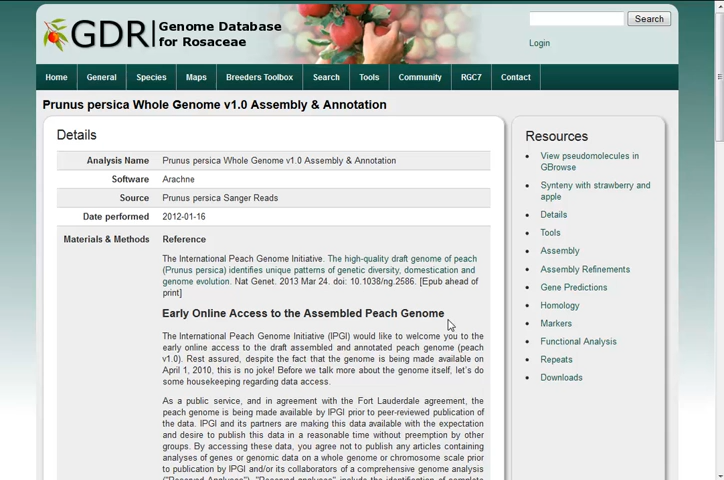 GDR
Genome Database
for Rosaceae
Search
Login
Home General Species Maps Breeders Toolbox Search Tools Community RGC7 Contact
Prunus persica Whole Genome v1.0 Assembly & Annotation
Details
Analysis Name Prunus persica Whole Genome v1.0 Assembly & Annotation
Software Arachne
Source Prunus persica Sanger Reads
Date performed 2012-01-16
Materials & Methods Reference
The International Peach Genome Initiative. The high-quality draft genome of peach
(Prunus persica) identifies unique patterns of genetic diversity, domestication and
genome evolution. Nat Genet. 2013 Mar 24. doi: 10.1038/ng.2586. [Epub ahead of
print]
Early Online Access to the Assembled Peach Genome
The International Peach Genome Initiative (IPGI) would like to welcome you to the
early online access to the draft assembled and annotated peach genome (peach
v1.0). Rest assured, despite the fact that the genome is being made available on
April 1, 2010, this is no joke! Before we talk more about the genome itself, let's do
some housekeeping regarding data access.
As a public service, and in agreement with the Fort Lauderdale agreement, the
peach genome is being made available by IPGI prior to peer-reviewed publication of
the data. IPGI and its partners are making this data available with the expectation
and desire to publish this data in a reasonable time without preemption by other
groups. By accessing these data, you agree not to publish any articles containing
analyses of genes or genomic data on a whole genome or chromosome scale prior
to publication by IPGI and/or its collaborators of a comprehensive genome analysis
("Reserved Analyses"). "Reserved analyses" include the identification of complete
Resources
View pseudomolecules in
GBrowse
Synteny with strawberry and
apple
Details
Tools
Assembly
Assembly Refinements
Gene Predictions
Homology
Markers
Functional Analysis
Repeats
Downloads